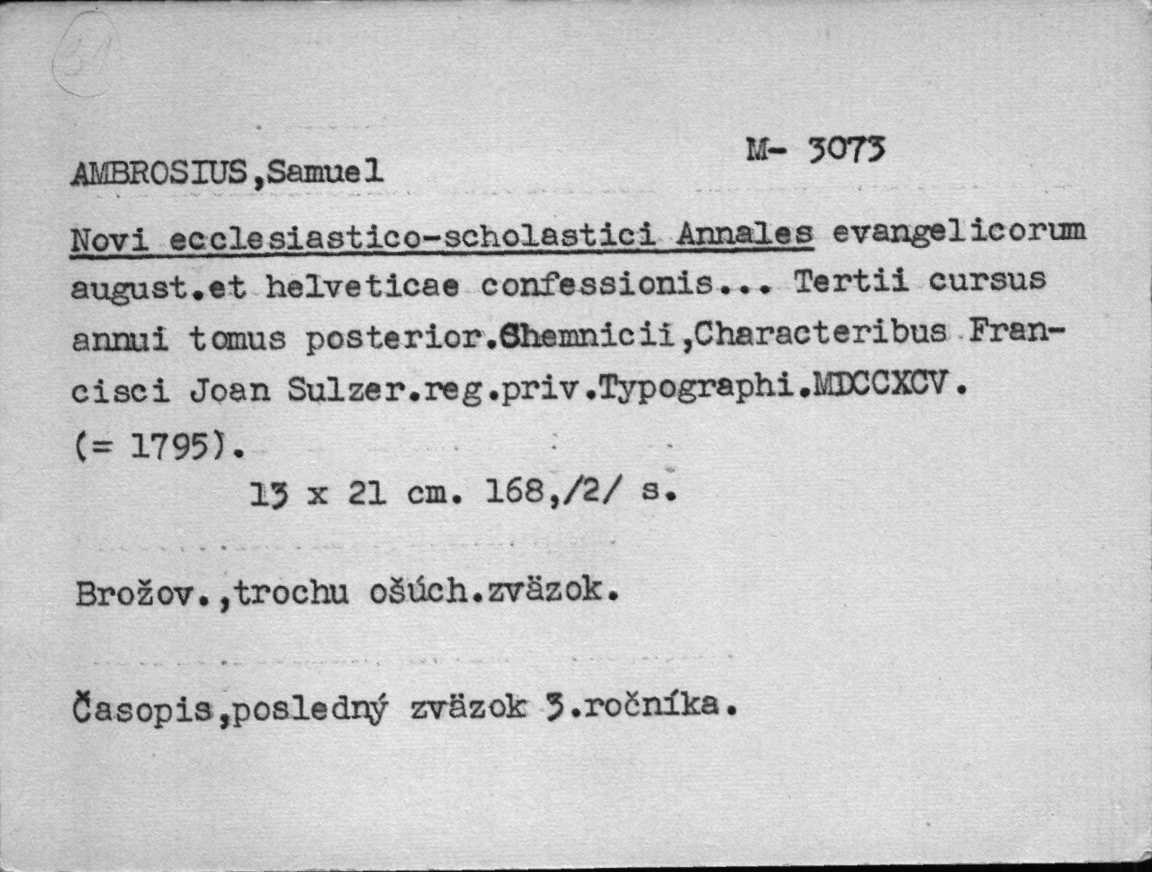 31
M- 3073
AMBROSIUS,Samuel
Novi ecclesiastico-scholastici Annales evangelicorum
august.et helveticae confessionis... Tertii cursus
annui tomus posterior.Shemnicii,Characteribus Fran-
cisci Joan Sulzer.reg.priv.Typographi.MDCCXCV.
(= 1795).
13 x 21 cm. 168,/2/ s.
Brožov.,trochu ošúch.zväzok.
Časopis,posledný zväzok 3.ročníka.